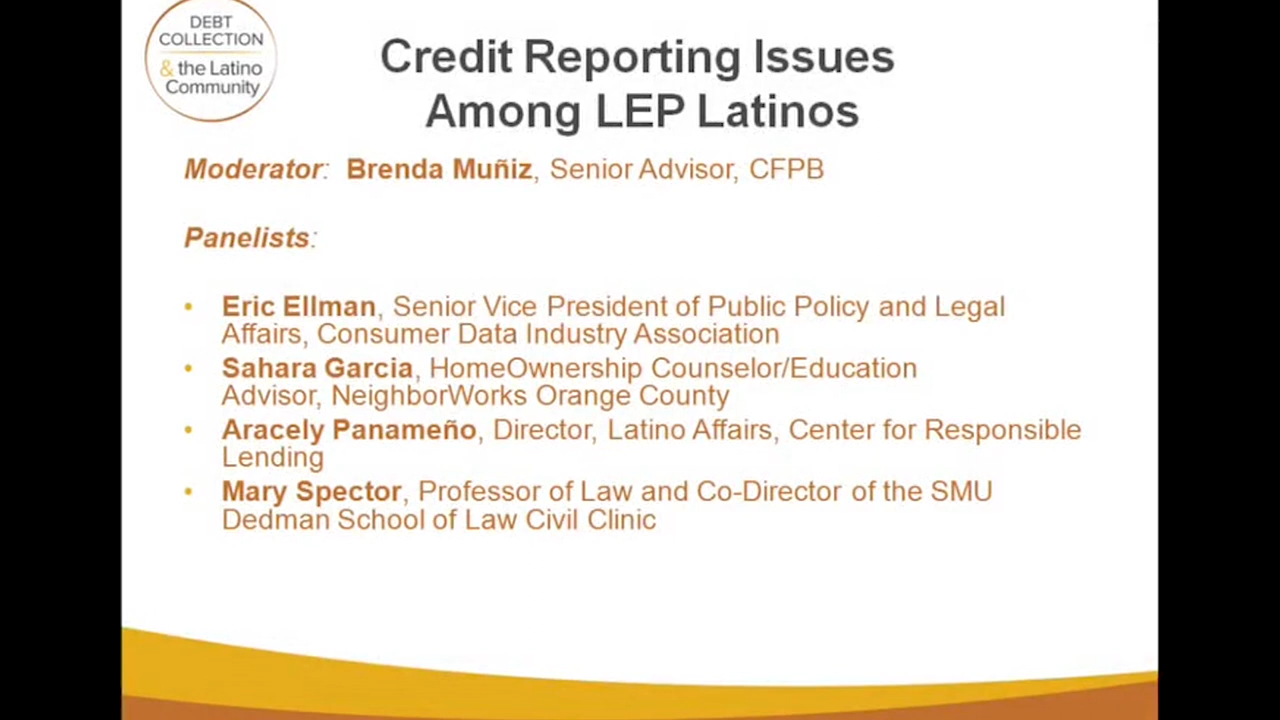 DEBT
COLLECTION
& the Latino
Community
Credit Reporting Issues
Among LEP Latinos
Moderator: Brenda Muñiz, Senior Advisor, CFPB
Panelists:
• Eric Ellman, Senior Vice President of Public Policy and Legal
Affairs, Consumer Data Industry Association
• Sahara Garcia, HomeOwnership Counselor/Education
Advisor, NeighborWorks Orange County
• Aracely Panameño, Director, Latino Affairs, Center for Responsible
Lending
• Mary Spector, Professor of Law and Co-Director of the SMU
Dedman School of Law Civil Clinic